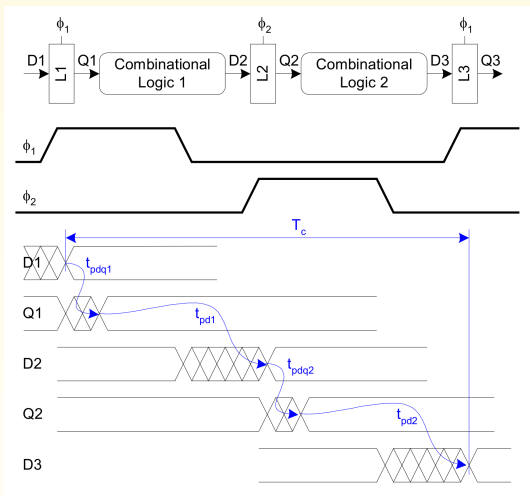 ϕ1 ϕ2 ϕ1
D1 L1 Q1 Combinational Logic 1 D2 L2 Q2 Combinational Logic 2 D3 L3 Q3
ϕ1
ϕ2
Tc
D1
tpdq1
Q1
tpd1
D2
tpdq2
Q2
tpd2
D3